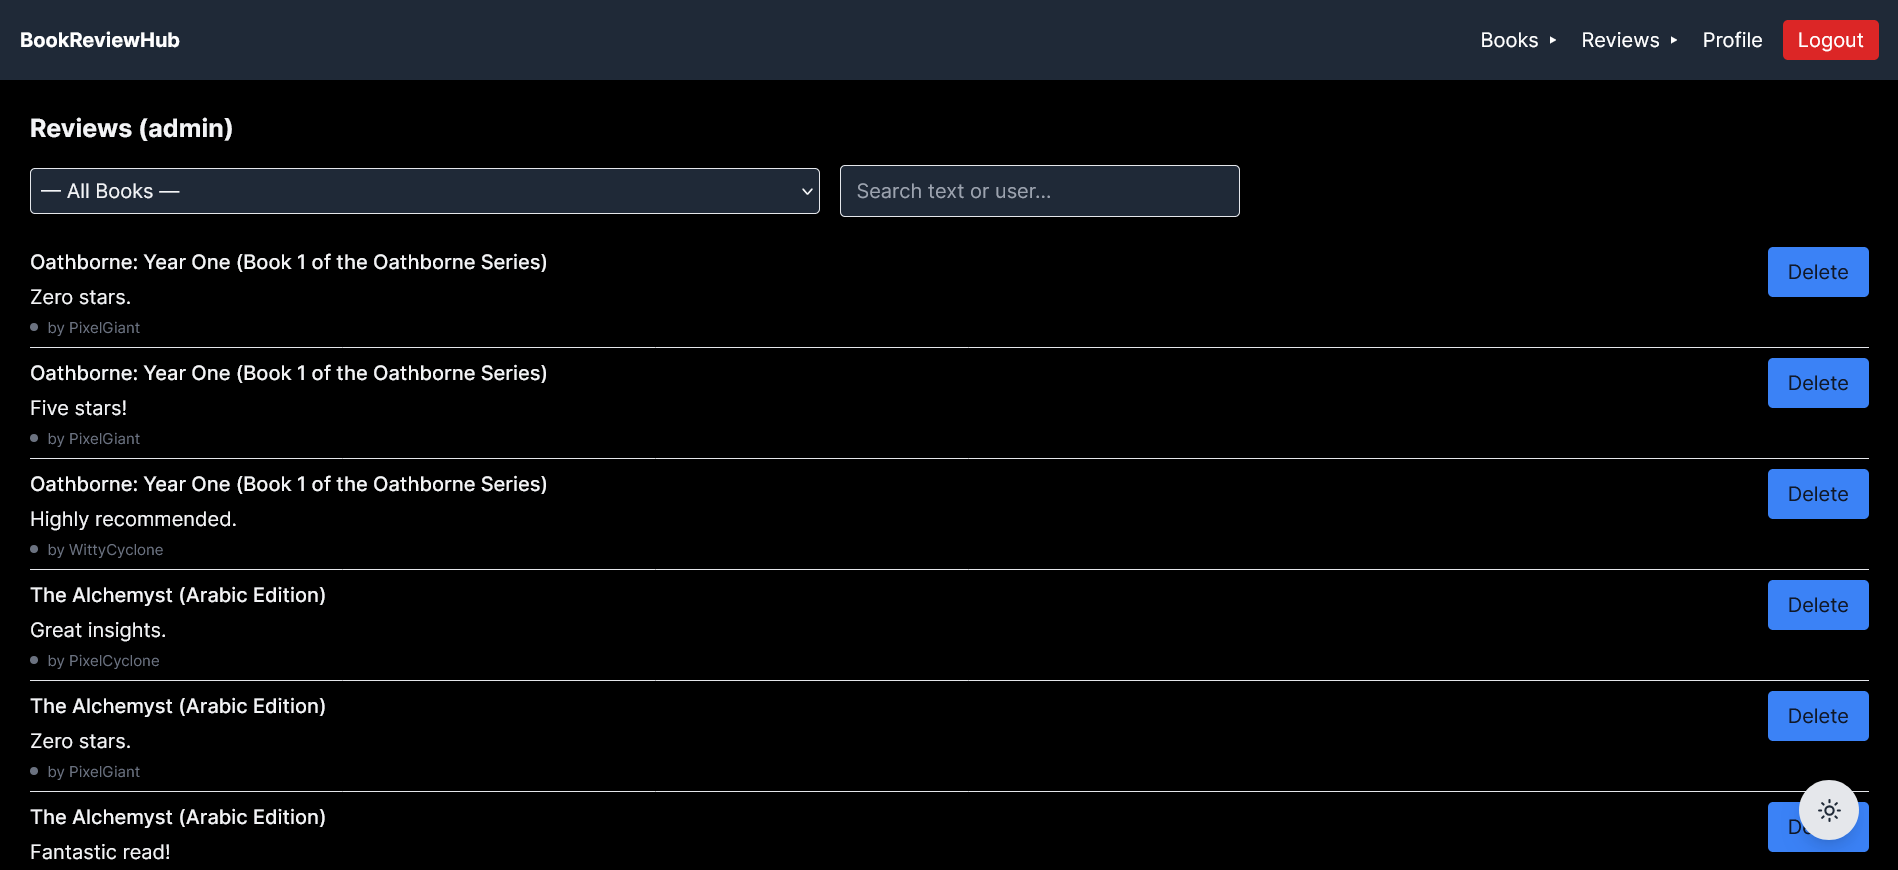 BookReviewHub
Books ▸ Reviews ▸ Profile Logout
Reviews (admin)
— All Books —
Search text or user...
Oathborne: Year One (Book 1 of the Oathborne Series)
Delete
Zero stars.
by PixelGiant
Oathborne: Year One (Book 1 of the Oathborne Series)
Delete
Five stars!
by PixelGiant
Oathborne: Year One (Book 1 of the Oathborne Series)
Delete
Highly recommended.
by WittyCyclone
The Alchemyst (Arabic Edition)
Delete
Great insights.
by PixelCyclone
The Alchemyst (Arabic Edition)
Delete
Zero stars.
by PixelGiant
The Alchemyst (Arabic Edition)
Fantastic read!